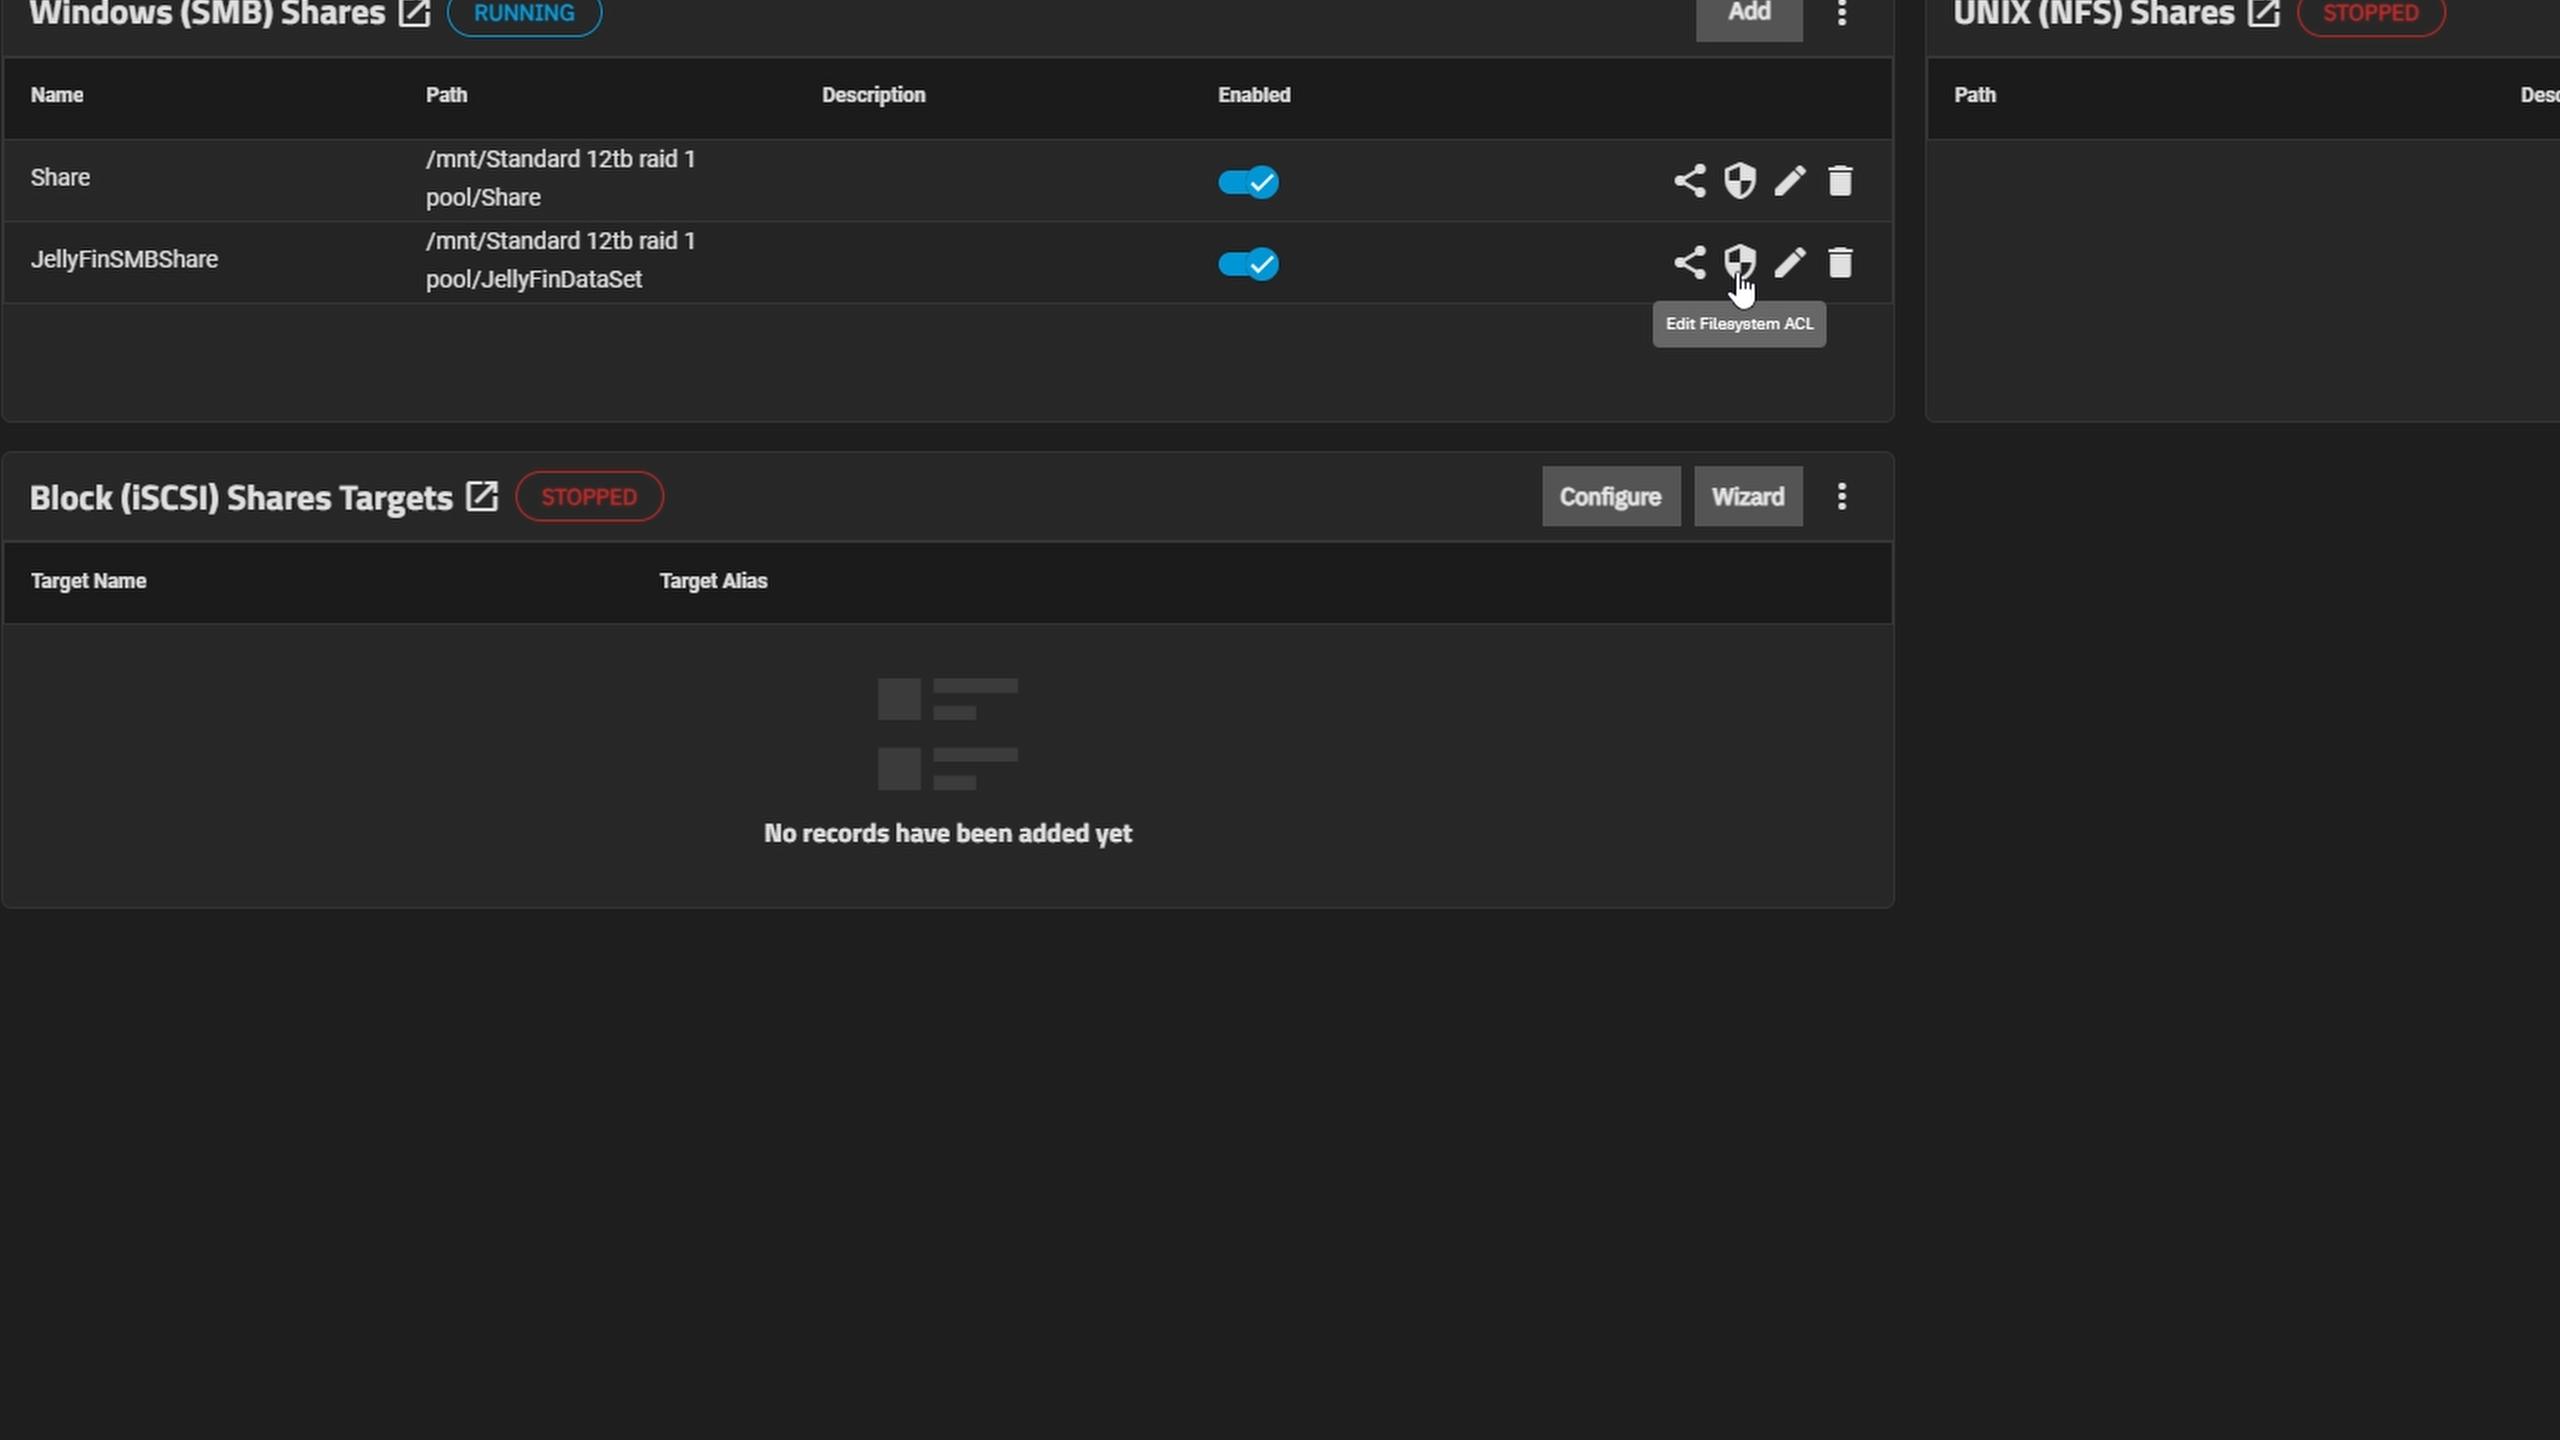 Windows (SMB) Shares RUNNING Add
Name Path Description Enabled
Share
/mnt/Standard 12tb raid 1
pool/Share
JellyFinSMBShare
/mnt/Standard 12tb raid 1
pool/JellyFinDataSet
Edit Filesystem ACL
UNIX (NFS) Shares STOPPED
Path Desc
Block (iSCSI) Shares Targets STOPPED Configure Wizard
Target Name Target Alias
No records have been added yet